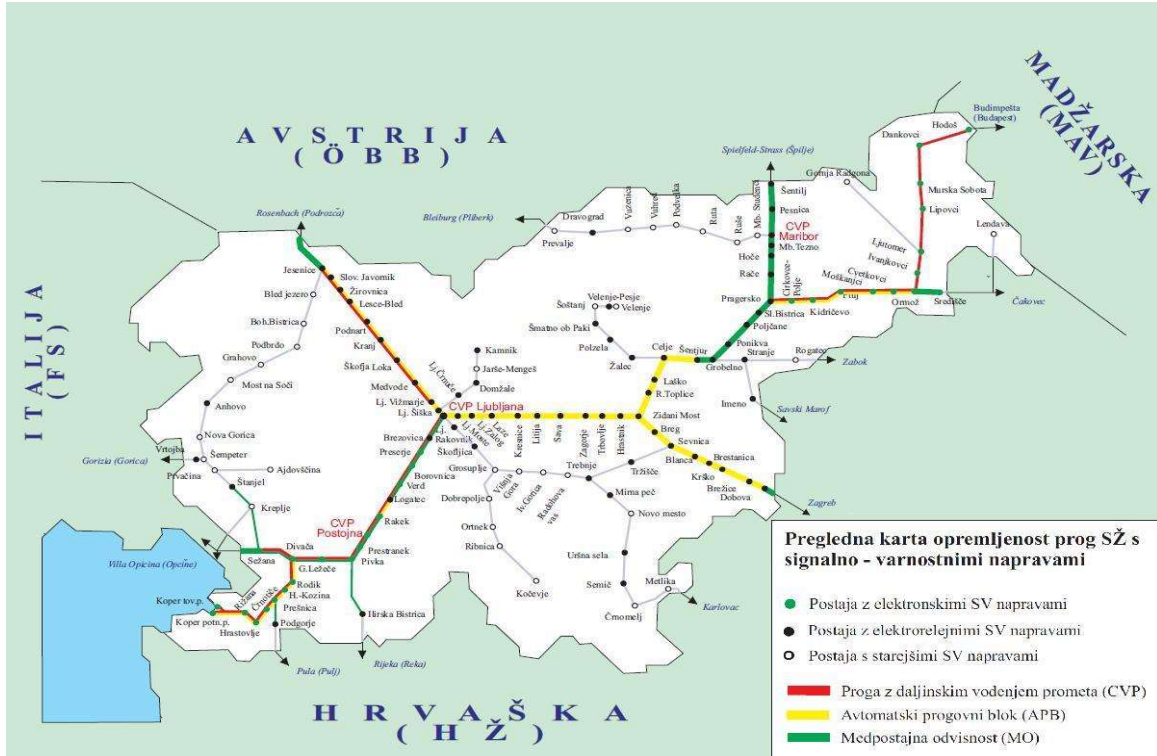 AVSTRIJA
(ÖBB)
MADŽARSKA
(MAV)
ITALIJA
(FS)
HRVAŠKA
(HŽ)
Budimpešta
(Budapest)
Hodoš
Dankovci
Murska Sobota
Lipovci
Lendava
Gornja Radgona
Ljutomer
Ivanjkovci
Cvetkovci
Moškanjci
Ptuj
Ormož
Središče
Čakovec
Kidričevo
Cirkovce-
Polje
Spielfeld-Strass (Špilje)
Šentilj
Pesnica
CVP
Maribor
Mb. Studenci
Mb.Tezno
Hoče
Rače
Pragersko
Sl.Bistrica
Poljčane
Ponikva
Stranje
Rogatec
Zabok
Grobelno
Šentjur
Imeno
Savski Marof
Bleiburg (Pliberk)
Prevalje
Dravograd
Vuzenica
Vuhred
Podvelka
Ruta
Ruše
Velenje-Pesje
Velenje
Šoštanj
Šmatno ob Paki
Polzela
Žalec
Celje
Laško
R.Toplice
Zidani Most
Breg
Sevnica
Blanca
Brestanica
Krško
Brežice
Dobova
Zagreb
Rosenbach (Podrožča)
Jesenice
Slov. Javornik
Žirovnica
Lesce-Bled
Podnart
Kranj
Škofja Loka
Medvode
Lj. Vižmarje
Lj. Šiška
CVP Ljubljana
Lj.
Lj.Črnuče
Kamnik
Jarše-Mengeš
Domžale
Lj.Moste
Lj.Zalog
Laze
Kresnice
Litija
Sava
Zagorje
Trbovlje
Hrastnik
Rakovnik
Škofljica
Grosuplje
Višnja
Gora
Iv.Gorica
Radohova
vas
Trebnje
Tržišče
Mirna peč
Novo mesto
Uršna sela
Semič
Črnomelj
Metlika
Karlovac
Dobrepolje
Ortnek
Ribnica
Kočevje
Brezovica
Preserje
Borovnica
Verd
Logatec
Rakek
CVP
Postojna
Prestranek
Pivka
Ilirska Bistrica
Rijeka (Reka)
Bled jezero
Boh.Bistrica
Podbrdo
Grahovo
Most na Soči
Anhovo
Nova Gorica
Vrtojba
Šempeter
Gorizia (Gorica)
Prvačina
Ajdovščina
Štanjel
Kreplje
Villa Opicina (Opčine)
Sežana
Divača
G.Ležeče
Rodik
H.-Kozina
Prešnica
Podgorje
Črnotiče
Rižana
Hrastovlje
Koper tov.p.
Koper potn.p.
Pula (Pulj)
Pregledna karta opremljenost prog SŽ s
signalno - varnostnimi napravami
Postaja z elektronskimi SV napravami
Postaja z elektrorelejnimi SV napravami
Postaja s starejšimi SV napravami
Proga z daljinskim vodenjem prometa (CVP)
Avtomatski progovni blok (APB)
Medpostajna odvisnost (MO)